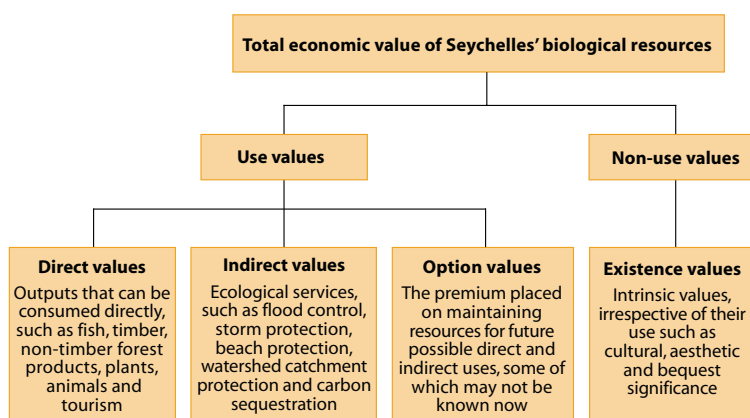 Total economic value of Seychelles' biological resources
Use values
Non-use values
Direct values
Outputs that can be
consumed directly,
such as fish, timber,
non-timber forest
products, plants,
animals and
tourism
Indirect values
Ecological services,
such as flood control,
storm protection,
beach protection,
watershed catchment
protection and carbon
sequestration
Option values
The premium placed
on maintaining
resources for future
possible direct and
indirect uses, some
of which may not be
known now
Existence values
Intrinsic values,
irrespective of their
use such as
cultural, aesthetic
and bequest
significance